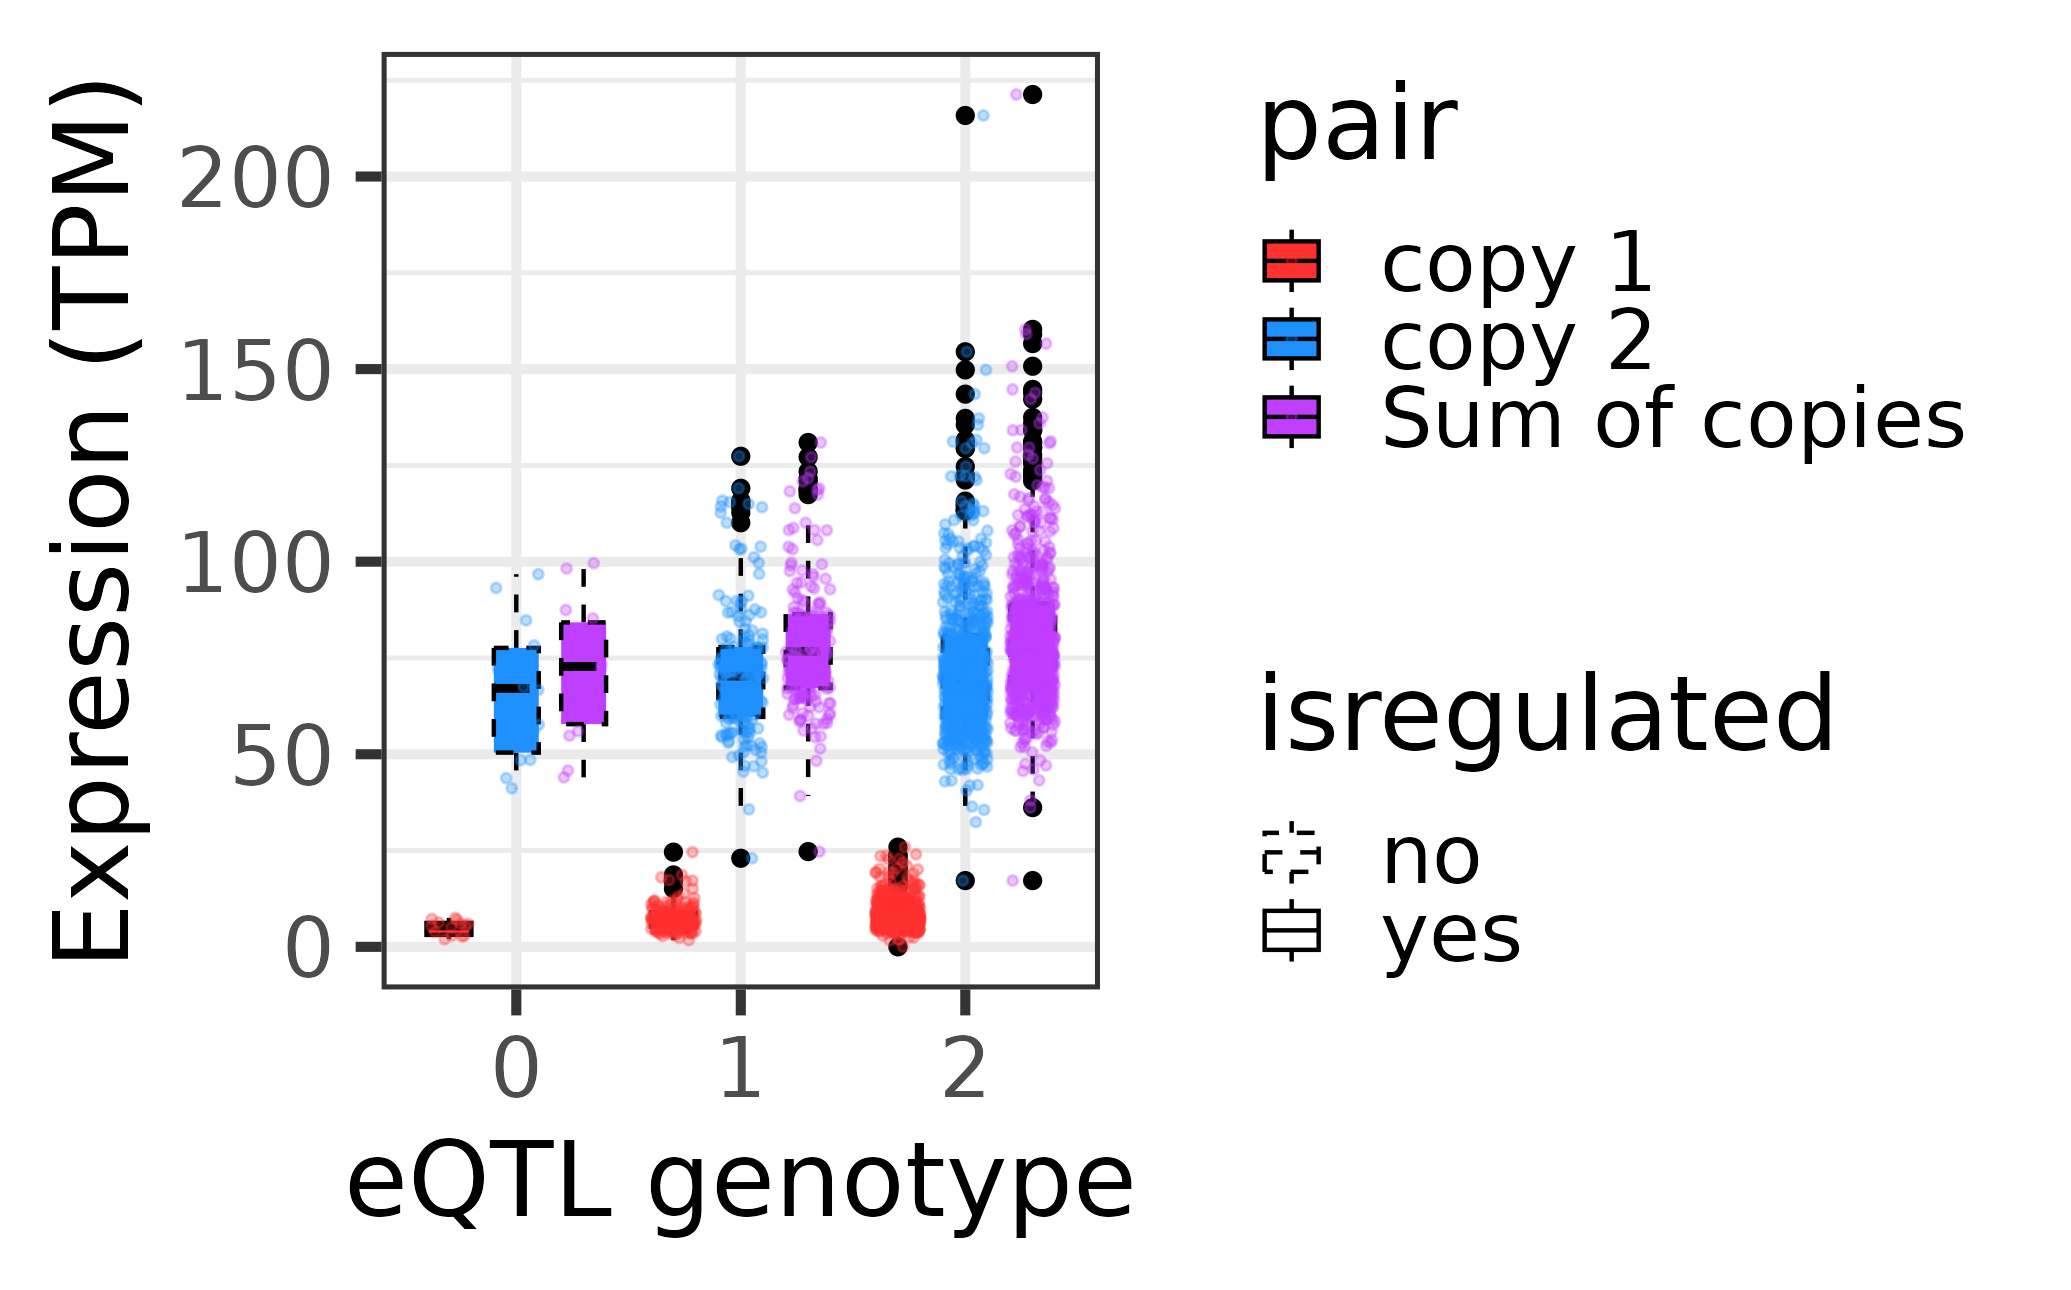 Expression (TPM)
200
150
100
50
0
0 1 2
eQTL genotype
pair
copy 1
copy 2
Sum of copies
isregulated
no
yes